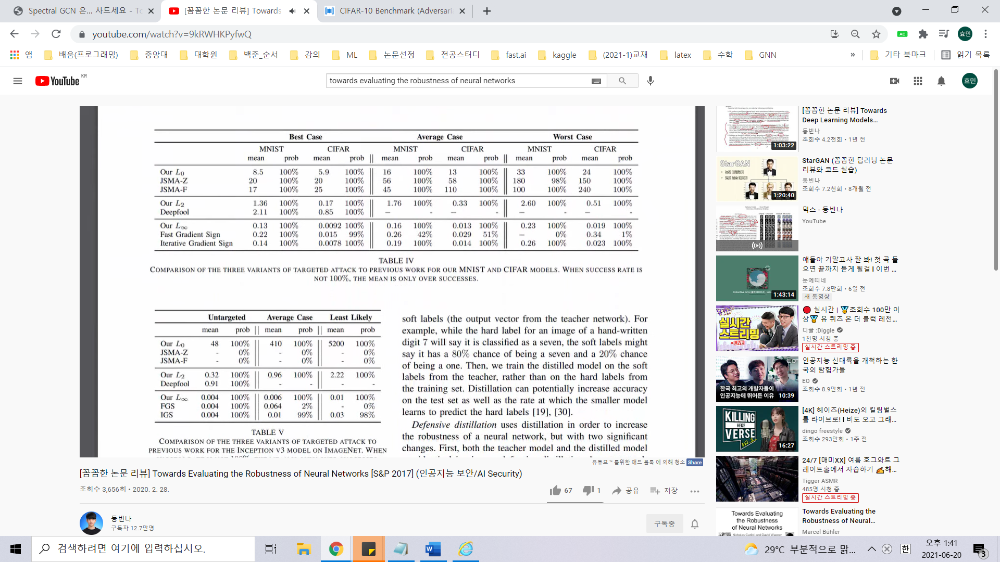 Spectral GCN 은... 사드세요 - To
[꼼꼼한 논문 리뷰] Towards
CIFAR-10 Benchmark (Adversari
youtube.com/watch?v=9kRWHKPyfwQ
AC
효민
앱 배움(프로그래밍) 중앙대 대학원 백준_순서 강의 ML 논문선정 전공스터디 fast.ai kaggle (2021-1)교재 latex 수학 GNN » 기타 북마크 읽기 목록
YouTube KR
towards evaluating the robustness of neural networks
효민
Best Case Average Case Worst Case
MNIST CIFAR MNIST CIFAR MNIST CIFAR
mean prob mean prob mean prob mean prob mean prob mean prob
Our L0 8.5 100% 5.9 100% 16 100% 13 100% 33 100% 24 100%
JSMA-Z 20 100% 20 100% 56 100% 58 100% 180 98% 150 100%
JSMA-F 17 100% 25 100% 45 100% 110 100% 100 100% 240 100%
Our L2 1.36 100% 0.17 100% 1.76 100% 0.33 100% 2.60 100% 0.51 100%
Deepfool 2.11 100% 0.85 100% – - – - – - – -
Our L∞ 0.13 100% 0.0092 100% 0.16 100% 0.013 100% 0.23 100% 0.019 100%
Fast Gradient Sign 0.22 100% 0.015 99% 0.26 42% 0.029 51% – 0% 0.34 1%
Iterative Gradient Sign 0.14 100% 0.0078 100% 0.19 100% 0.014 100% 0.26 100% 0.023 100%
TABLE IV
COMPARISON OF THE THREE VARIANTS OF TARGETED ATTACK TO PREVIOUS WORK FOR OUR MNIST AND CIFAR MODELS. WHEN SUCCESS RATE IS
NOT 100%, THE MEAN IS ONLY OVER SUCCESSES.
Untargeted Average Case Least Likely
mean prob mean prob mean prob
Our L0 48 100% 410 100% 5200 100%
JSMA-Z - 0% - 0% - 0%
JSMA-F - 0% - 0% - 0%
Our L2 0.32 100% 0.96 100% 2.22 100%
Deepfool 0.91 100% - - - -
Our L∞ 0.004 100% 0.006 100% 0.01 100%
FGS 0.004 100% 0.064 2% - 0%
IGS 0.004 100% 0.01 99% 0.03 98%
TABLE V
COMPARISON OF THE THREE VARIANTS OF TARGETED ATTACK TO
PREVIOUS WORK FOR THE INCEPTION V3 MODEL ON IMAGENET. WHEN
soft labels (the output vector from the teacher network). For
example, while the hard label for an image of a hand-written
digit 7 will say it is classified as a seven, the soft labels might
say it has a 80% chance of being a seven and a 20% chance
of being a one. Then, we train the distilled model on the soft
labels from the teacher, rather than on the hard labels from
the training set. Distillation can potentially increase accuracy
on the test set as well as the rate at which the smaller model
learns to predict the hard labels [19], [30].
Defensive distillation uses distillation in order to increase
the robustness of a neural network, but with two significant
changes. First, both the teacher model and the distilled model
유튜브 ™ 를위한 애드 블록 에 의해 청소 Share
[꼼꼼한 논문 리뷰] Towards Evaluating the Robustness of Neural Networks [S&P 2017] (인공지능 보안/AI Security)
조회수 3,656회 • 2020. 2. 28.
67 1 공유 저장
동빈나
구독자 12.7만명
구독중
1:03:22
[꼼꼼한 논문 리뷰] Towards
Deep Learning Models…
동빈나
조회수 4.2천회 • 1년 전
StarGAN
1:20:40
StarGAN (꼼꼼한 딥러닝 논문
리뷰와 코드 실습)
동빈나
조회수 7.2천회 • 8개월 전
믹스 - 동빈나
YouTube
1:43:14
얘들아 기말고사 잘 봐! 첫 곡 들
으면 끝까지 듣게 될걸 I 이번 ...
눈에띠네
조회수 7.8만회 • 6일 전
새 동영상
유퀴즈
실시간
스트리밍
LIVE
🔴 실시간 | 🏅조회수 100만 이
상🏅 유 퀴즈 온 더 블럭 레전…
디글 :Diggle
1천명 시청 중
실시간 스트리밍 중
EO
한국 최고의 개발자들이
인공지능에 뛰어든 이유
10:39
인공지능 신대륙을 개척하는 한
국의 탐험가들
EO
조회수 8.9만회 • 1년 전
KILLING
HEIZE
VERSE
Vol.2
16:27
[4K] 헤이즈(Heize)의 킬링벌스
를 라이브로! I 비도 오고 그래…
dingo freestyle
조회수 293만회 • 1주 전
24/7 [매미XX] 여름 호그와트 그
레이트홀에서 자습하기 ✍해…
Tigger ASMR
485명 시청 중
실시간 스트리밍 중
Towards Evaluating
the Robustness
of Neural Networks
Nicholas Carlini and David Wagner
Towards Evaluating the
Robustness of Neural…
Marcel Bühler
검색하려면 여기에 입력하십시오.
29°C 부분적으로 맑...
한
오후 1:41
2021-06-20
3